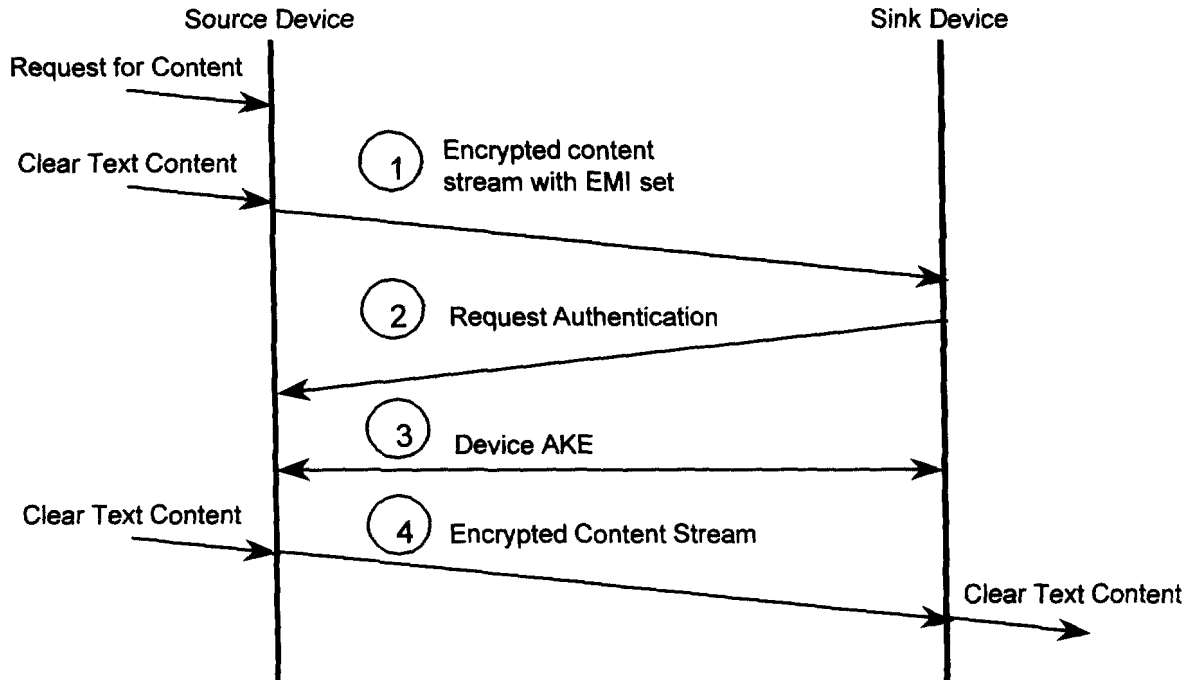 Source Device
Sink Device
Request for Content
Clear Text Content
1
Encrypted content
stream with EMI set
2
Request Authentication
3
Device AKE
Clear Text Content
4
Encrypted Content Stream
Clear Text Content